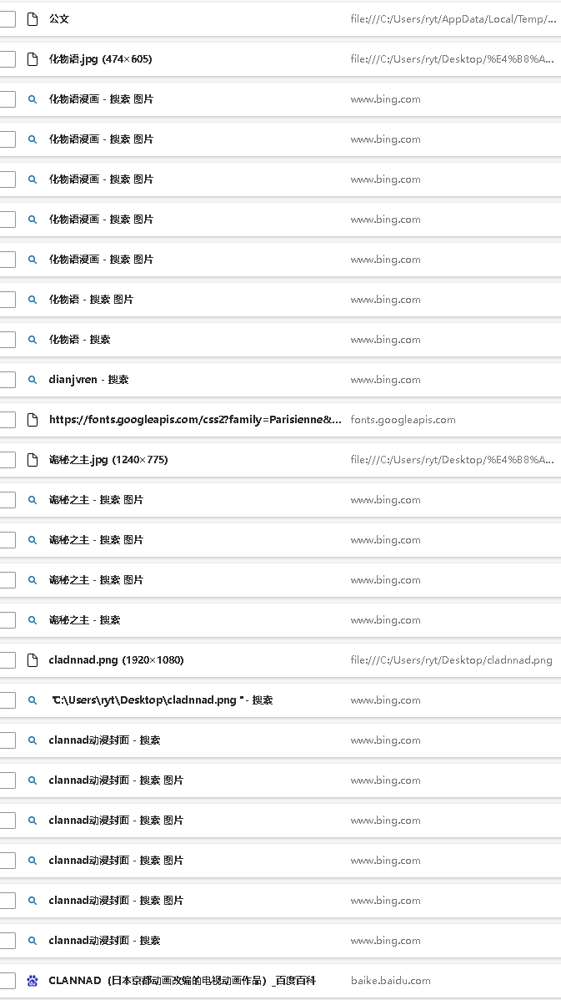 公文 file:///C:/Users/ryt/AppData/Local/Temp/...
化物语.jpg (474×605) file:///C:/Users/ryt/Desktop/%E4%B8%A...
化物语漫画 - 搜索 图片 www.bing.com
化物语漫画 - 搜索 图片 www.bing.com
化物语漫画 - 搜索 图片 www.bing.com
化物语漫画 - 搜索 图片 www.bing.com
化物语漫画 - 搜索 图片 www.bing.com
化物语 - 搜索 图片 www.bing.com
化物语 - 搜索 www.bing.com
dianjvren - 搜索 www.bing.com
https://fonts.googleapis.com/css2?family=Parisienne&... fonts.googleapis.com
诡秘之主.jpg (1240×775) file:///C:/Users/ryt/Desktop/%E4%B8%A...
诡秘之主 - 搜索 图片 www.bing.com
诡秘之主 - 搜索 图片 www.bing.com
诡秘之主 - 搜索 图片 www.bing.com
诡秘之主 - 搜索 www.bing.com
cladnnad.png (1920×1080) file:///C:/Users/ryt/Desktop/cladnnad.png
"C:\Users\ryt\Desktop\cladnnad.png " - 搜索 www.bing.com
clannad动漫封面 - 搜索 www.bing.com
clannad动漫封面 - 搜索 图片 www.bing.com
clannad动漫封面 - 搜索 图片 www.bing.com
clannad动漫封面 - 搜索 图片 www.bing.com
clannad动漫封面 - 搜索 图片 www.bing.com
clannad动漫封面 - 搜索 www.bing.com
CLANNAD（日本京都动画改编的电视动画作品）_百度百科 baike.baidu.com